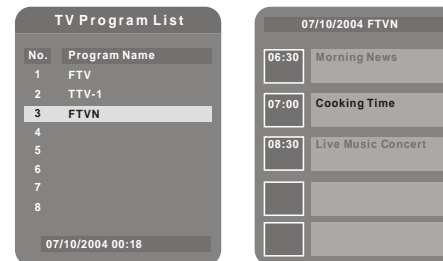 TV Program List
No. Program Name
1 FTV
2 TTV-1
3 FTVN
4
5
6
7
8
07/10/2004 00:18
07/10/2004 FTVN
06:30 Morning News
07:00 Cooking Time
08:30 Live Music Concert